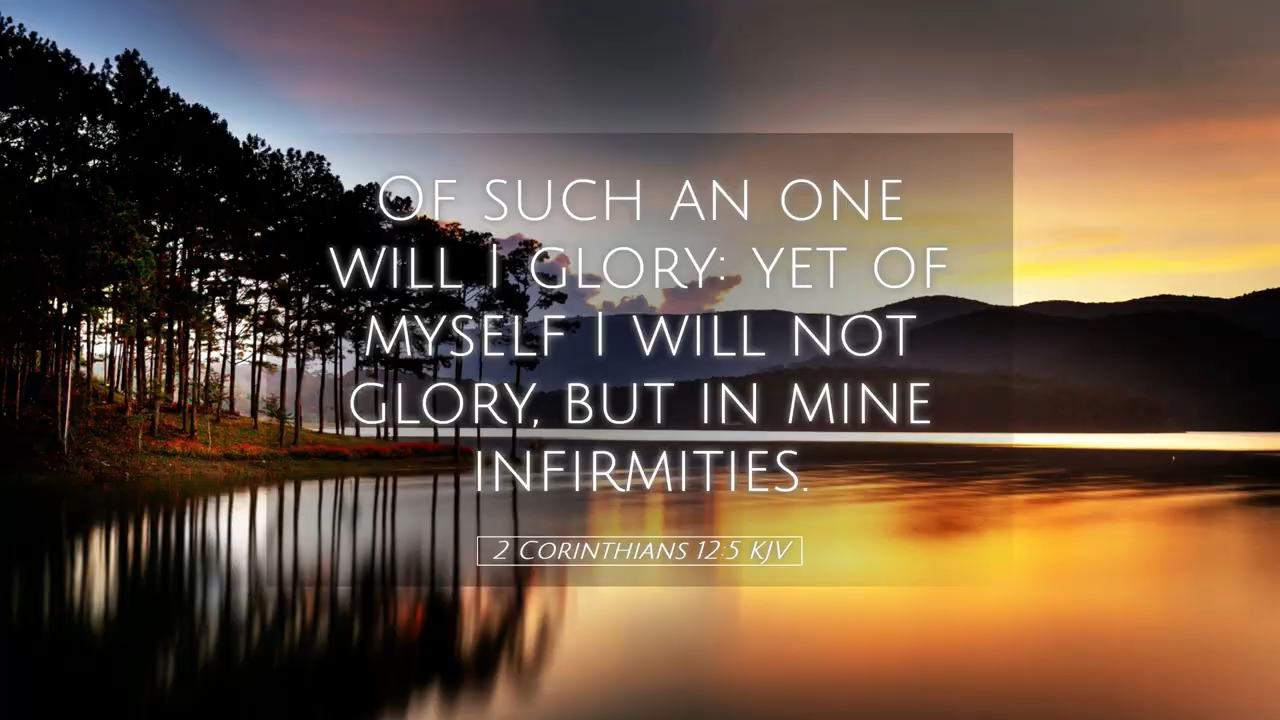 Of such an one
will I glory: yet of
myself I will not
glory, but in mine
infirmities.
2 Corinthians 12:5 KJV